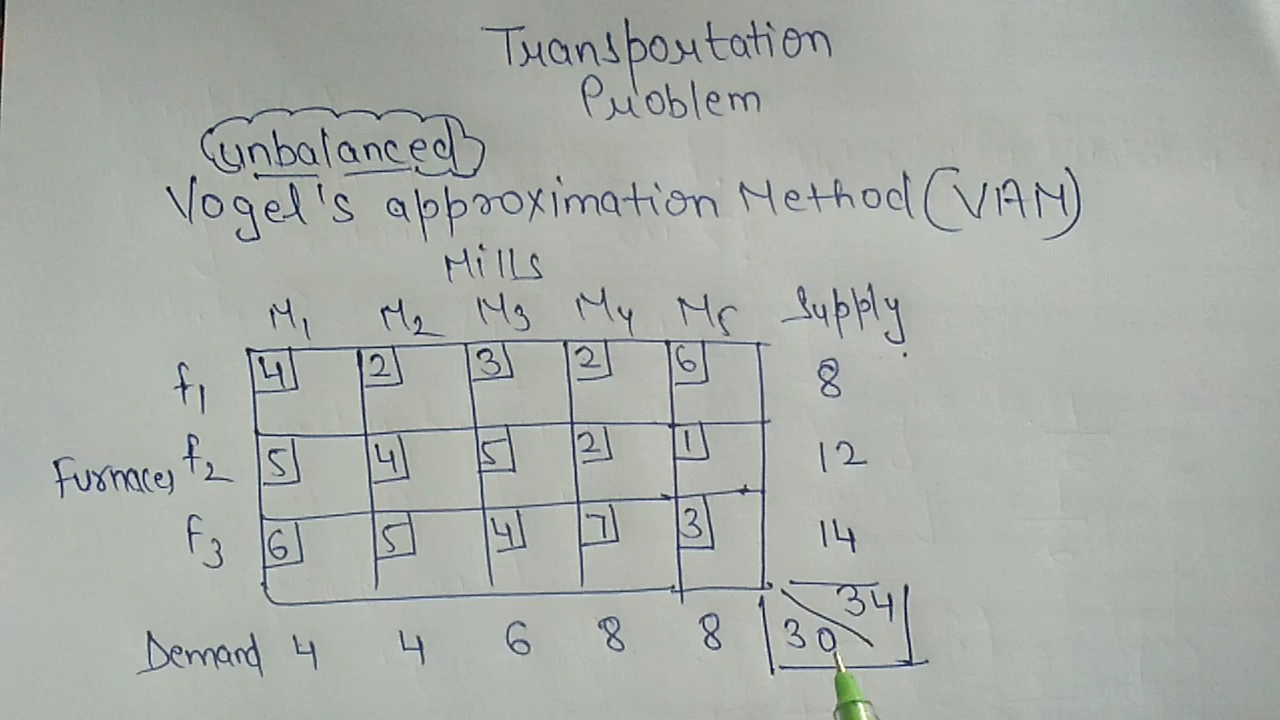 Transportation
Problem
unbalanced
Vogel's approximation Method (VAM)
Mills
M1 M2 M3 M4 M5 Supply
f1 4 2 3 2 6 8
Furnaces f2 5 4 5 2 1 12
f3 6 5 4 7 3 14
Demand 4 4 6 8 8 30 34